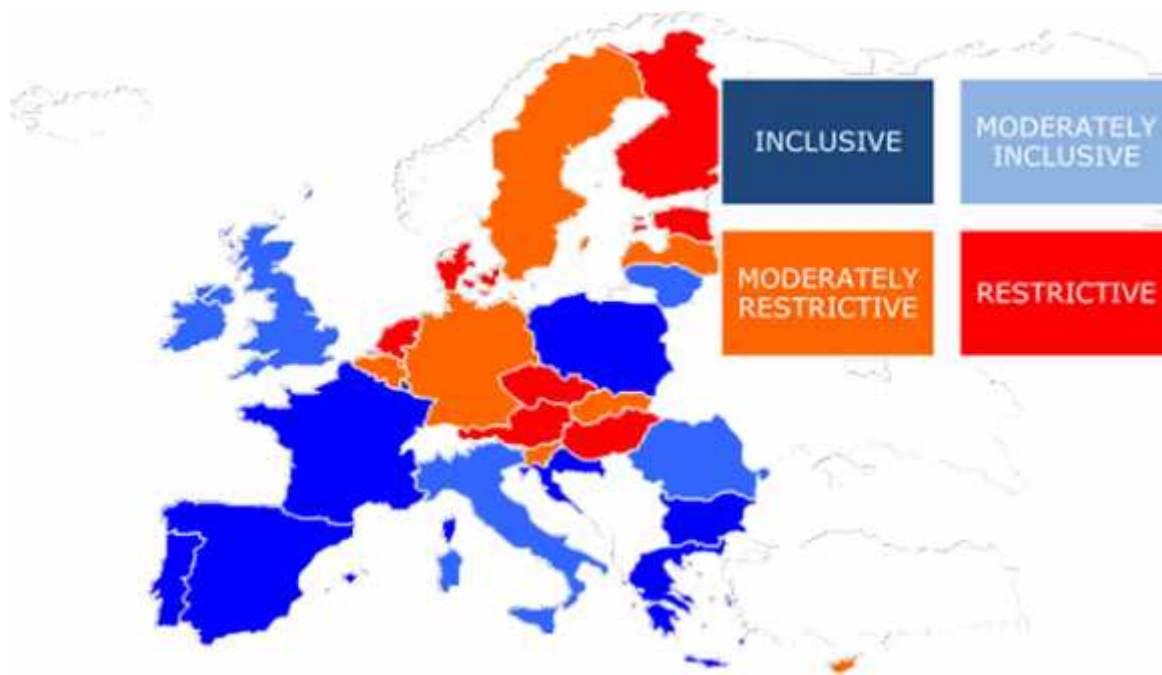 INCLUSIVE
MODERATELY
INCLUSIVE
MODERATELY
RESTRICTIVE
RESTRICTIVE